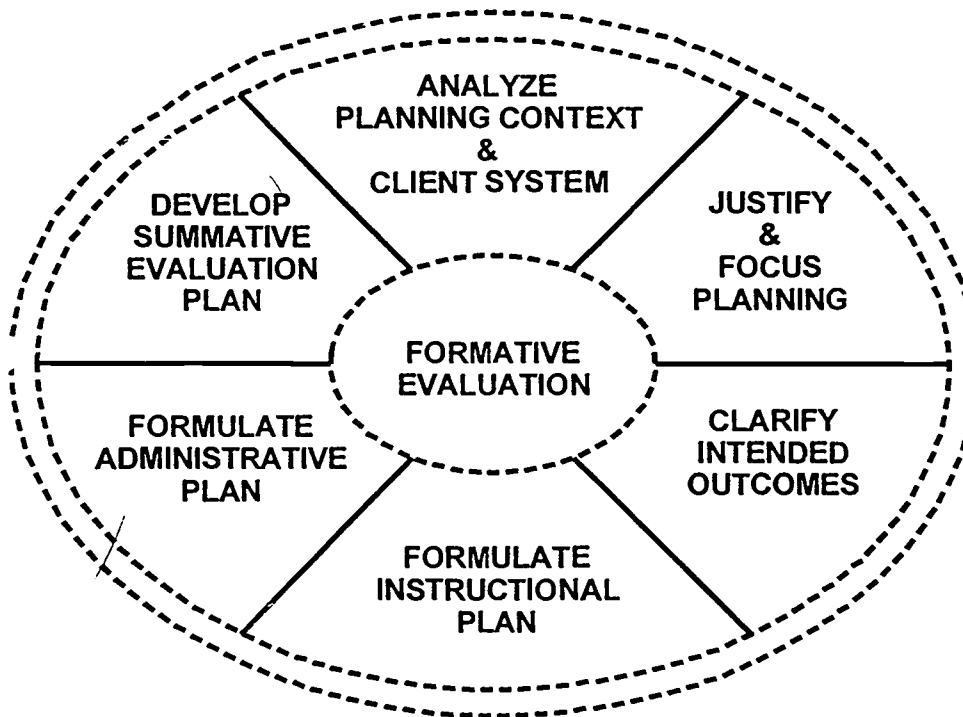 ANALYZE
PLANNING CONTEXT
&
CLIENT SYSTEM
JUSTIFY
&
FOCUS
PLANNING
CLARIFY
INTENDED
OUTCOMES
FORMULATE
INSTRUCTIONAL
PLAN
FORMULATE
ADMINISTRATIVE
PLAN
DEVELOP
SUMMATIVE
EVALUATION
PLAN
FORMATIVE
EVALUATION